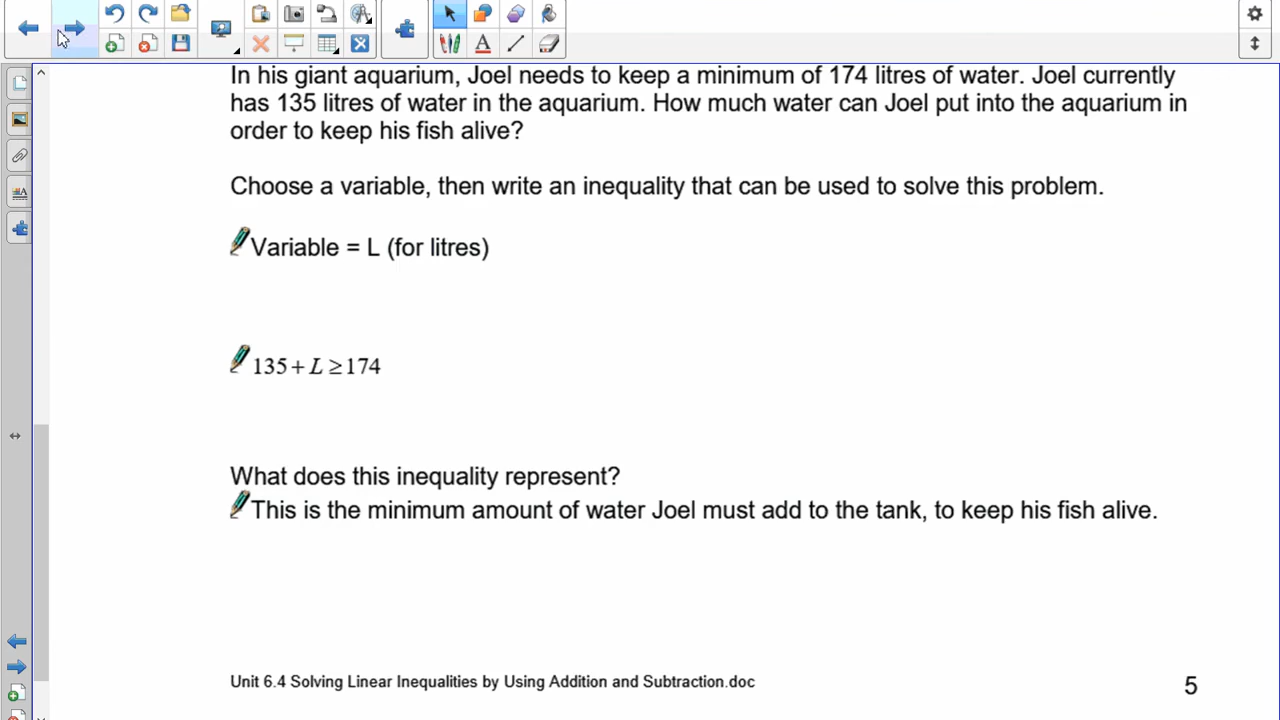 In his giant aquarium, Joel needs to keep a minimum of 174 litres of water. Joel currently
has 135 litres of water in the aquarium. How much water can Joel put into the aquarium in
order to keep his fish alive?
Choose a variable, then write an inequality that can be used to solve this problem.
Variable = L (for litres)
135 + L ≥ 174
What does this inequality represent?
This is the minimum amount of water Joel must add to the tank, to keep his fish alive.
Unit 6.4 Solving Linear Inequalities by Using Addition and Subtraction.doc
5